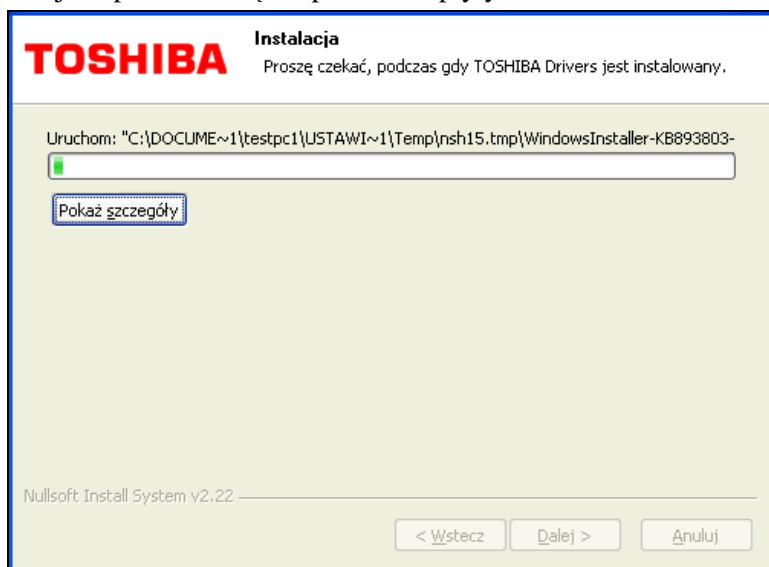 TOSHIBA
Instalacja
Proszę czekać, podczas gdy TOSHIBA Drivers jest instalowany.
Uruchom: "C:\DOCUME~1\testpc1\USTAWI~1\Temp\nsh15.tmp\WindowsInstaller-KB893803-
Pokaż szczegóły
Nullsoft Install System v2.22
< Wstecz
Dalej >
Anuluj